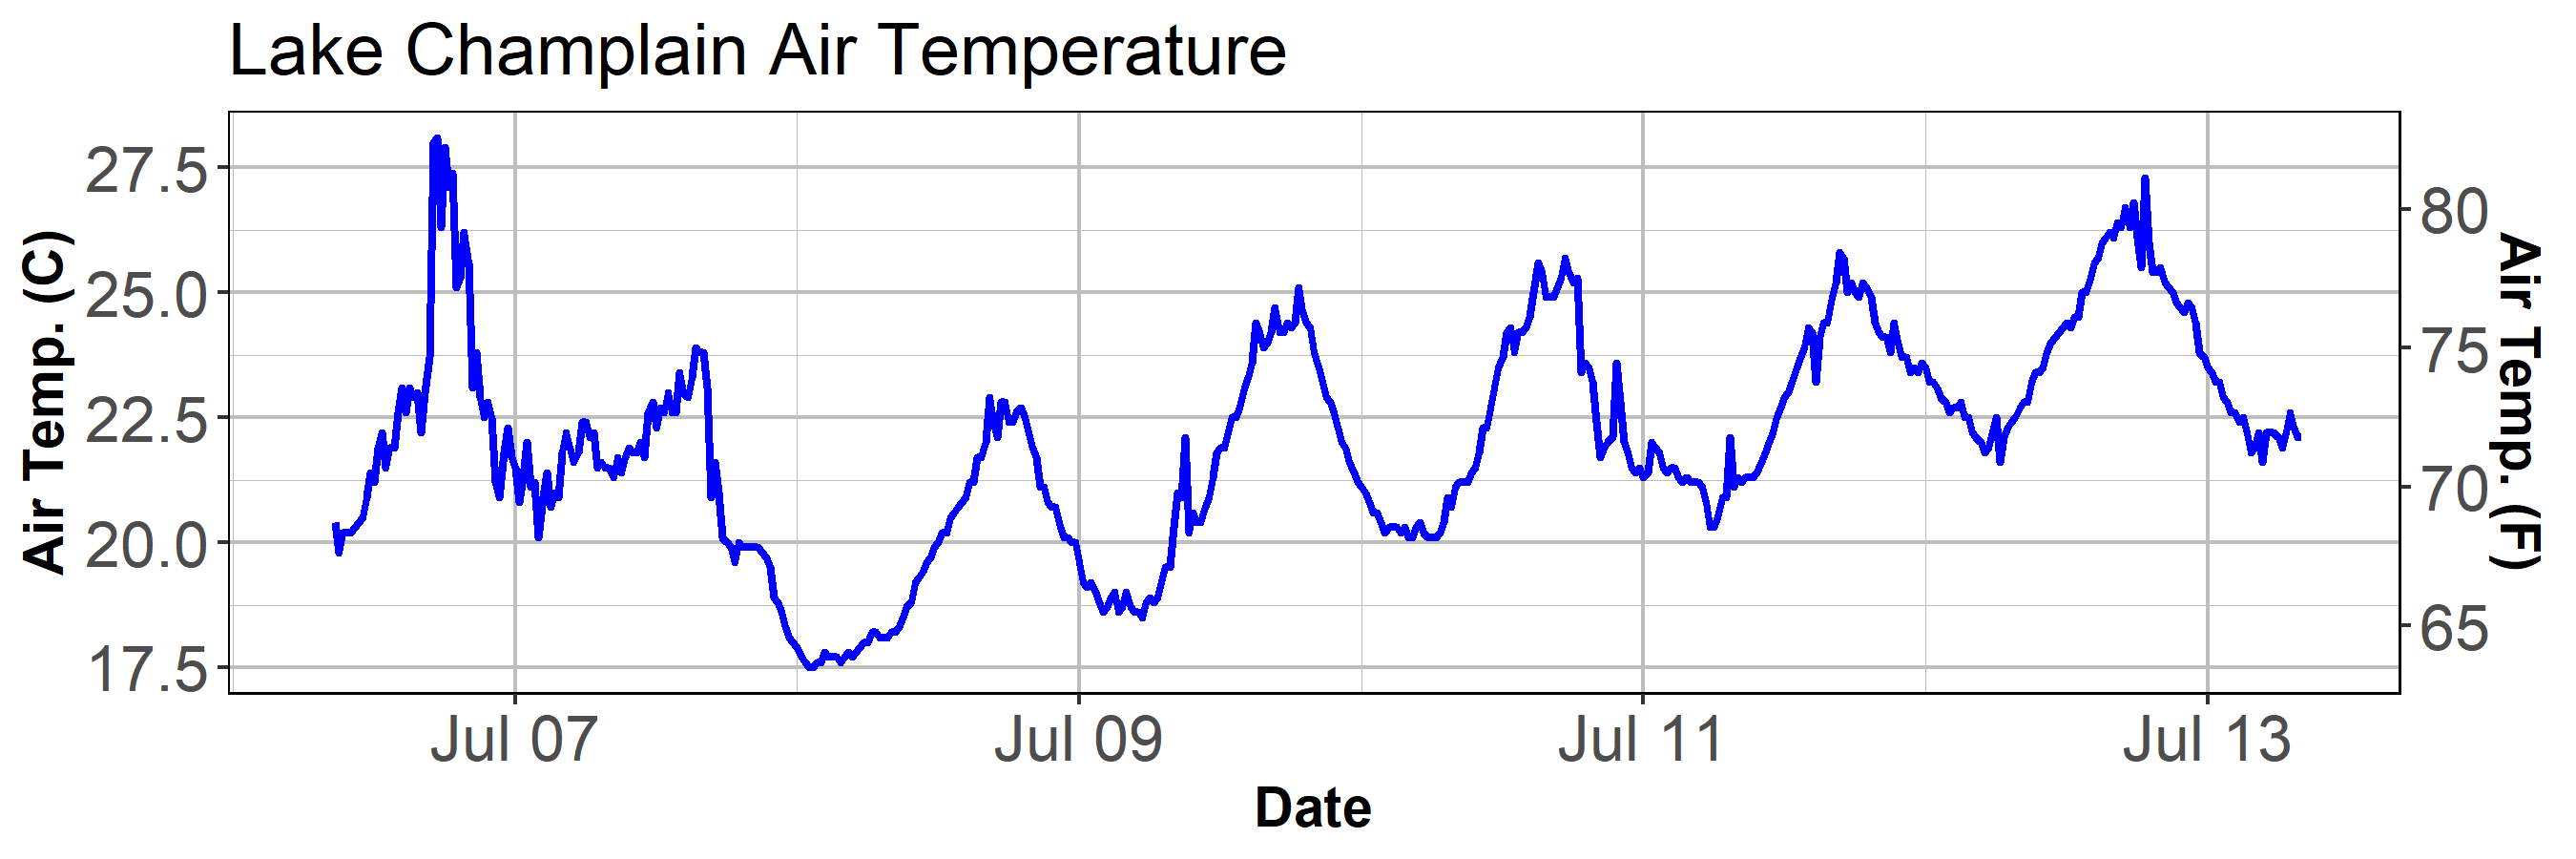 Lake Champlain Air Temperature
Air Temp. (C)
27.5
25.0
22.5
20.0
17.5
80
75
70
65
Air Temp. (F)
Jul 07 Jul 09 Jul 11 Jul 13
Date